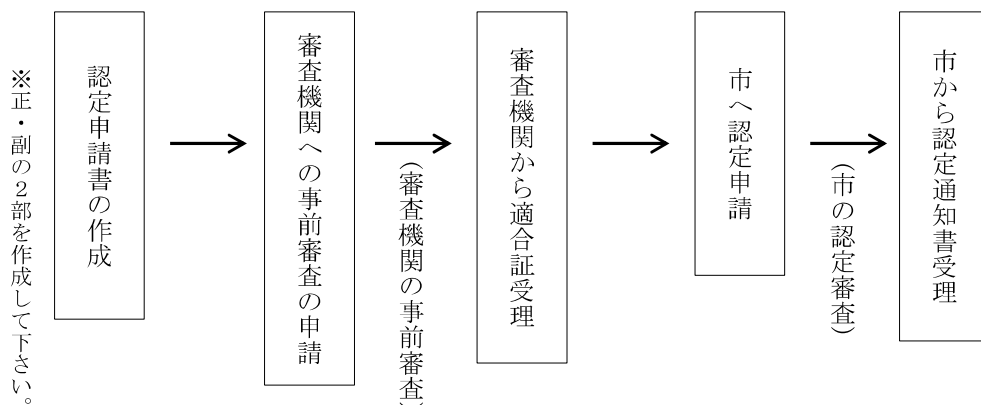 認定申請書の作成
※正・副の２部を作成して下さい。
審査機関への事前審査の申請
(審査機関の事前審査)
審査機関から適合証受理
市へ認定申請
(市の認定審査)
市から認定通知書受理